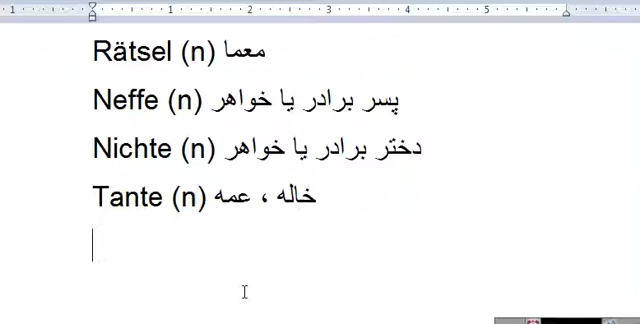 Rätsel (n) معما
Neffe (n) پسر برادر یا خواهر
Nichte (n) دختر برادر یا خواهر
Tante (n) خاله ، عمه